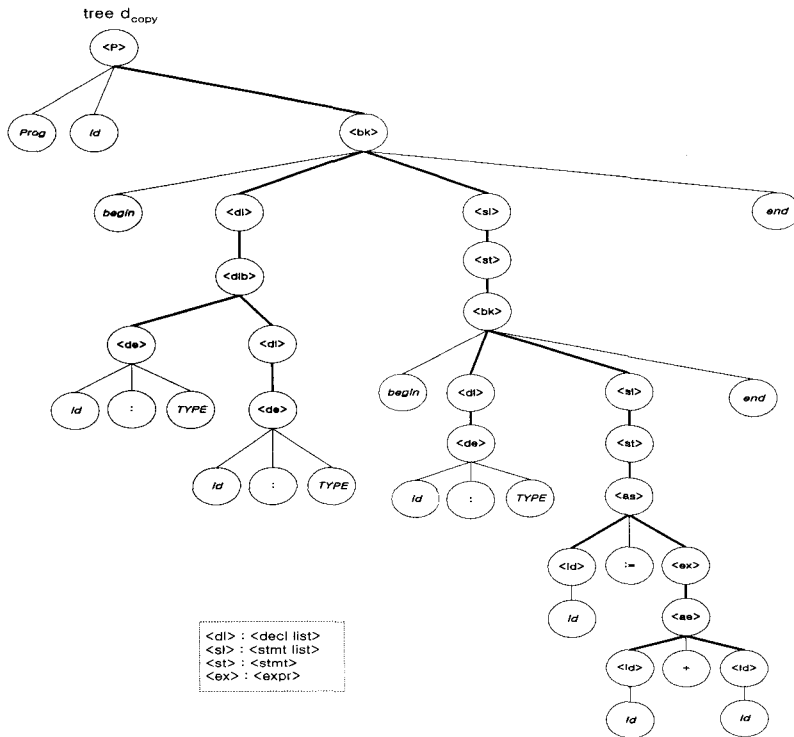 tree d_copy
<P>
Prog Id <bk>
begin <dl> <sl> end
<dlb> <st>
<bk>
<de> <dl>
Id : TYPE <de> begin <dl> <sl> end
<de> <st>
Id : TYPE Id : TYPE <as>
<Id> := <ex>
Id <ae>
<Id> + <Id>
Id Id
<dl> : <decl list>
<sl> : <stmt list>
<st> : <stmt>
<ex> : <expr>